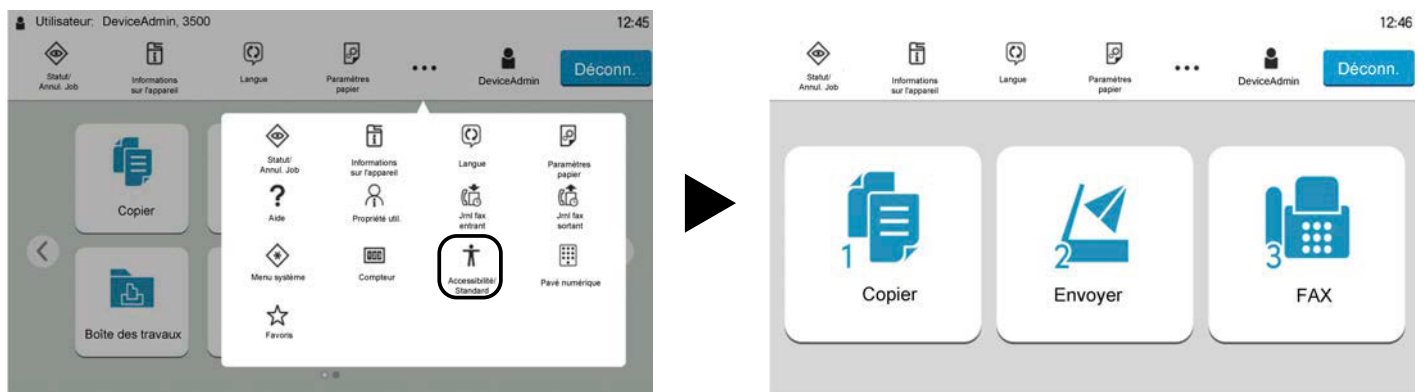 Utilisateur: DeviceAdmin, 3500
12:45
Statut/
Annul. Job
Informations
sur l'appareil
Langue
Paramètres
papier
DeviceAdmin
Déconn.
Copier
Boîte des travaux
Statut/
Annul. Job
Informations
sur l'appareil
Langue
Paramètres
papier
Aide
Propriété util.
Jrnl fax
entrant
Jrnl fax
sortant
Menu système
Compteur
Accessibilité/
Standard
Pavé numérique
Favoris
12:46
Statut/
Annul. Job
Informations
sur l'appareil
Langue
Paramètres
papier
DeviceAdmin
Déconn.
1
Copier
2
Envoyer
3
FAX